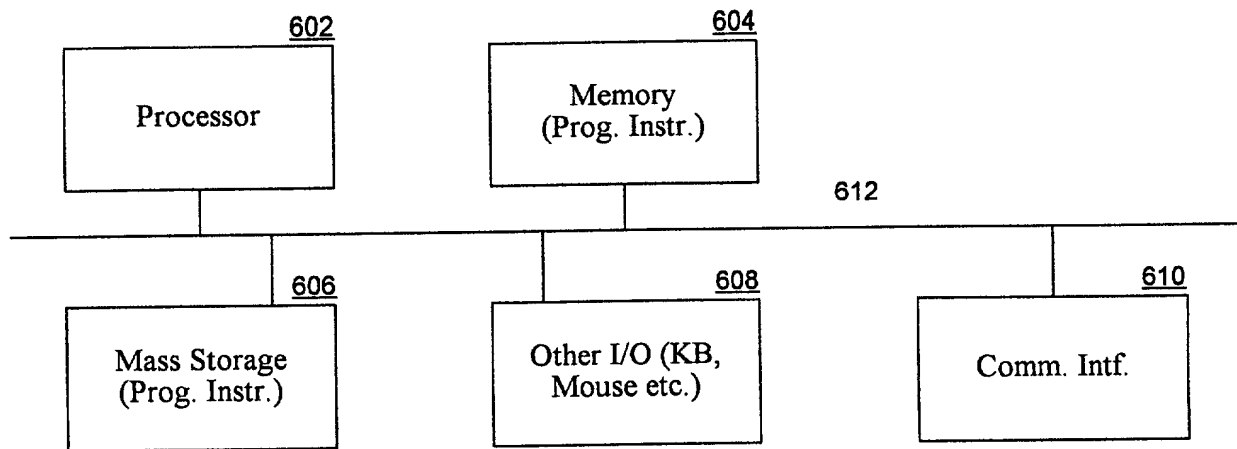 602
Processor
604
Memory
(Prog. Instr.)
612
606
Mass Storage
(Prog. Instr.)
608
Other I/O (KB,
Mouse etc.)
610
Comm. Intf.